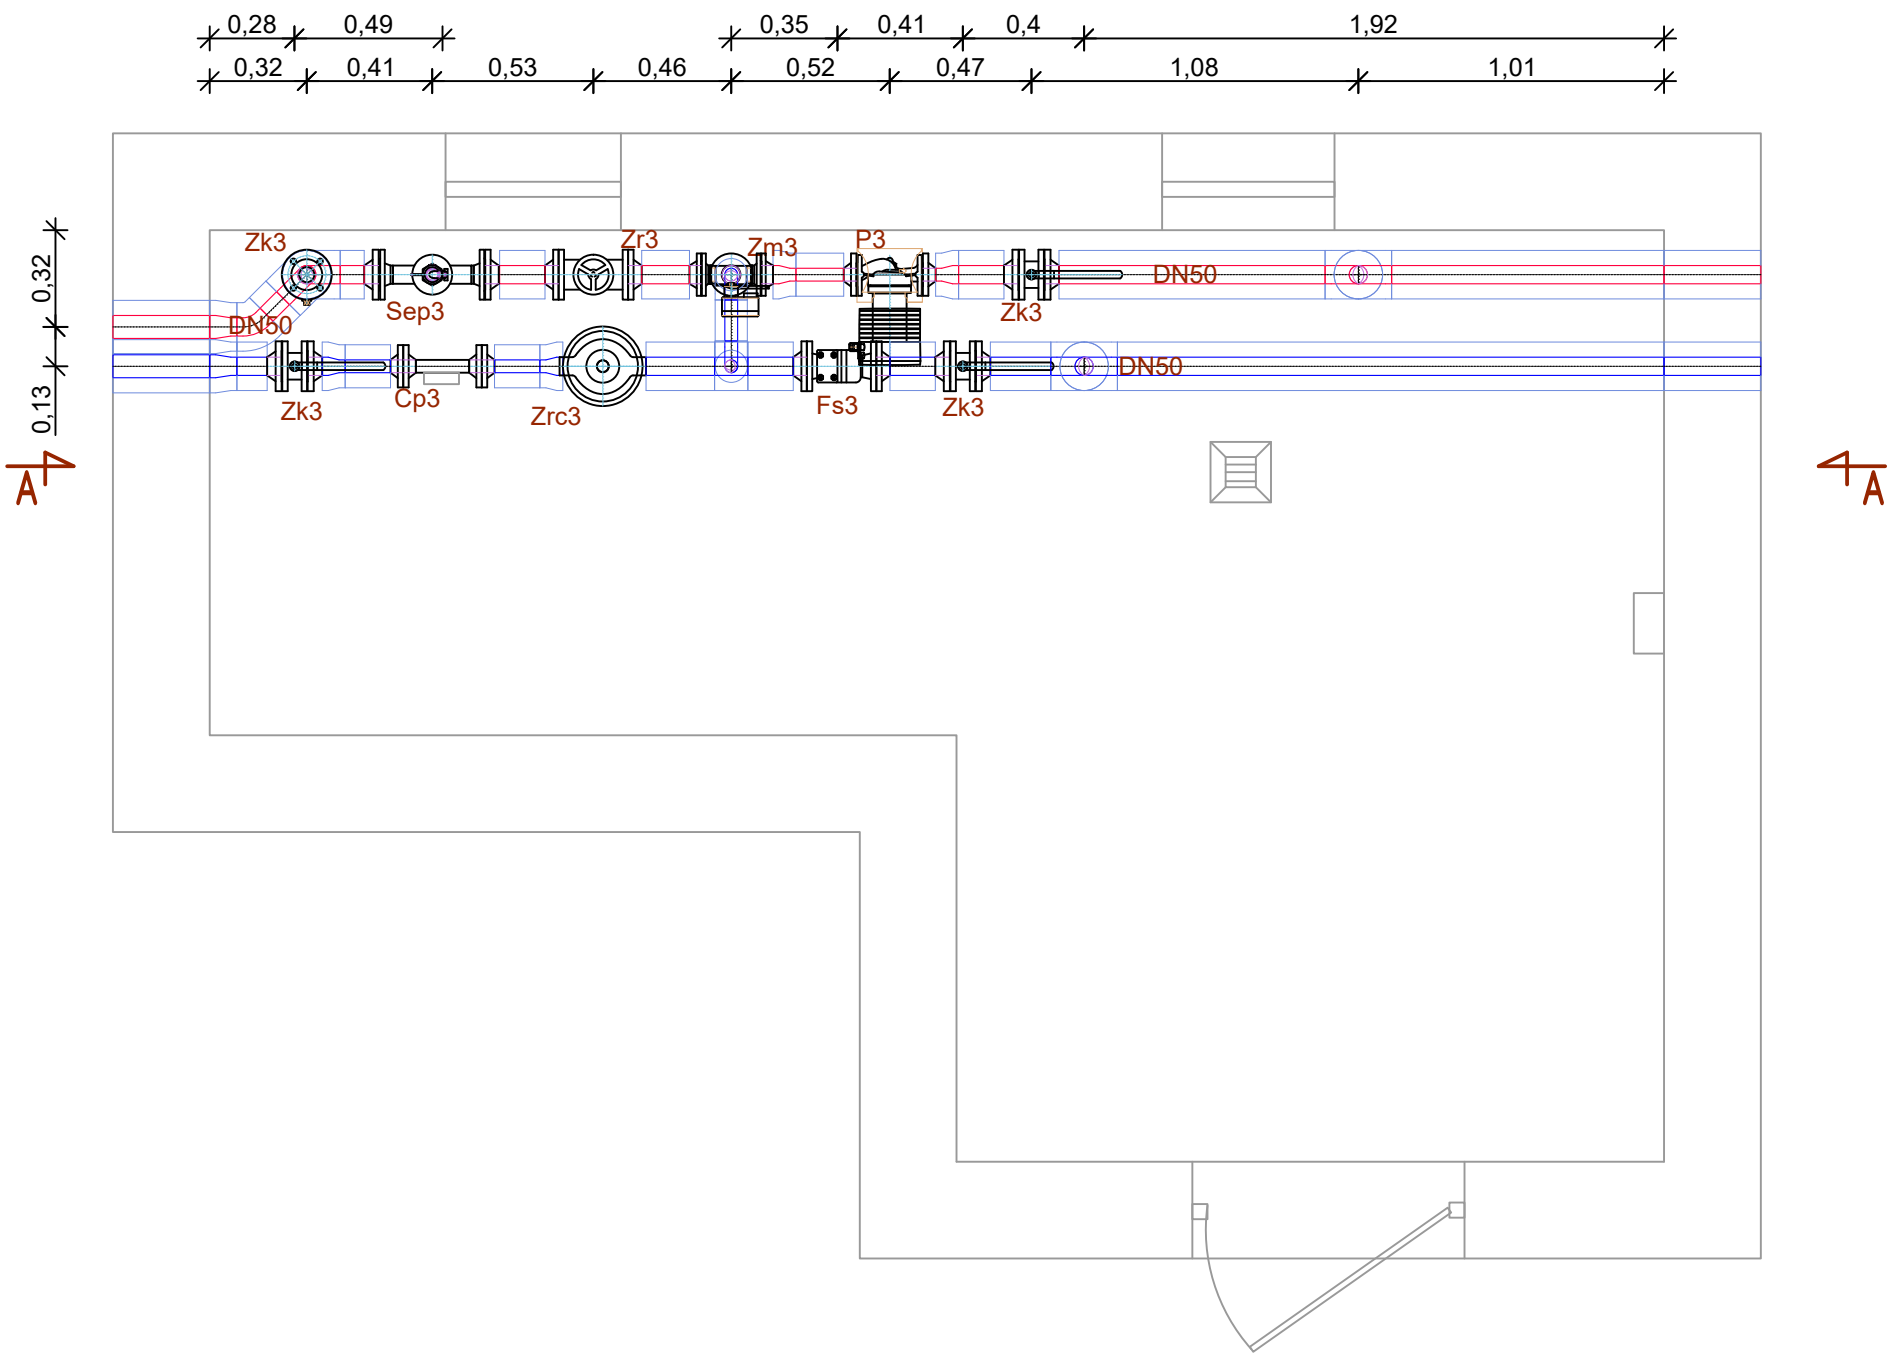 0,28 0,49 0,35 0,41 0,4 1,92
0,32 0,41 0,53 0,46 0,52 0,47 1,08 1,01
0,32
0,13
Zk3 Zr3 Zm3 P3
Sep3 DN50 Zk3 DN50
DN50
Zk3 Cp3 Zrc3 Fs3 Zk3
A A